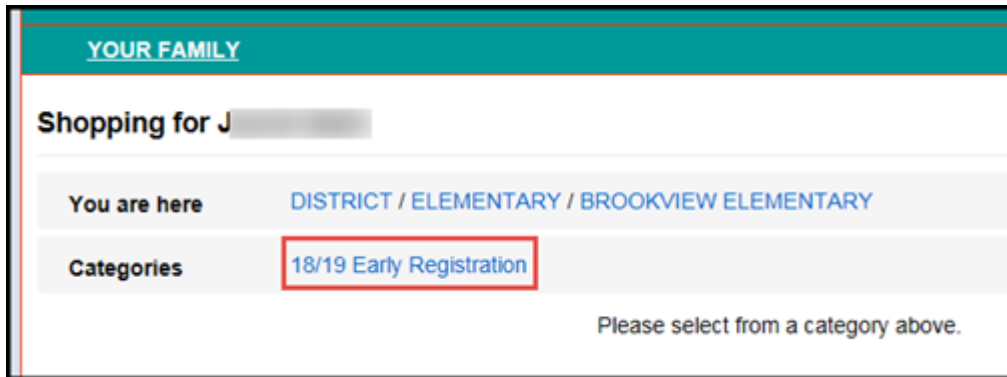 YOUR FAMILY
Shopping for J
You are here DISTRICT / ELEMENTARY / BROOKVIEW ELEMENTARY
Categories 18/19 Early Registration
Please select from a category above.